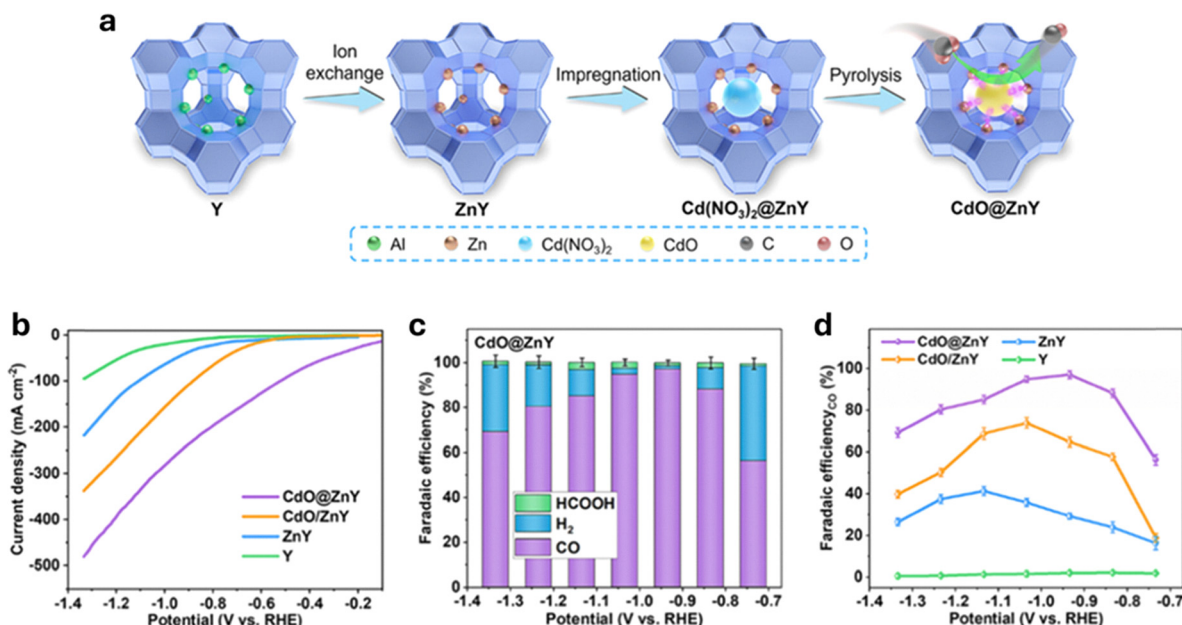 a
Ion
exchange
Impregnation
Pyrolysis
Y
ZnY
Cd(NO₃)₂@ZnY
CdO@ZnY
Al
Zn
Cd(NO₃)₂
CdO
C
O
b
0
-100
-200
-300
-400
-500
Current density (mA cm⁻²)
CdO@ZnY
CdO/ZnY
ZnY
Y
-1.4
-1.2
-1.0
-0.8
-0.6
-0.4
-0.2
Potential (V vs. RHE)
c
CdO@ZnY
100
80
60
40
20
0
Faradaic efficiency (%)
HCOOH
H₂
CO
-1.4
-1.3
-1.2
-1.1
-1.0
-0.9
-0.8
-0.7
Potential (V vs. RHE)
d
CdO@ZnY
ZnY
CdO/ZnY
Y
100
80
60
40
20
0
Faradaic efficiency_CO (%)
-1.4
-1.3
-1.2
-1.1
-1.0
-0.9
-0.8
-0.7
Potential (V vs. RHE)